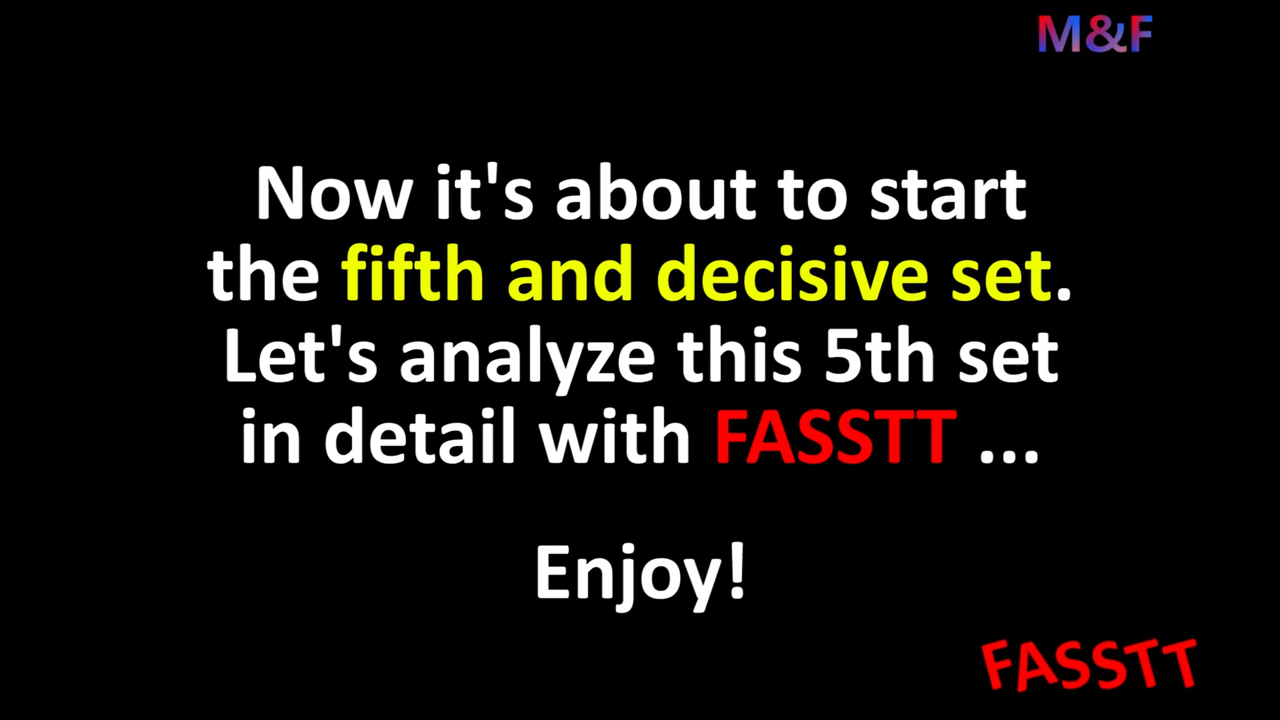 M&F
Now it's about to start
the fifth and decisive set.
Let's analyze this 5th set
in detail with FASSTT ...
Enjoy!
FASSTT